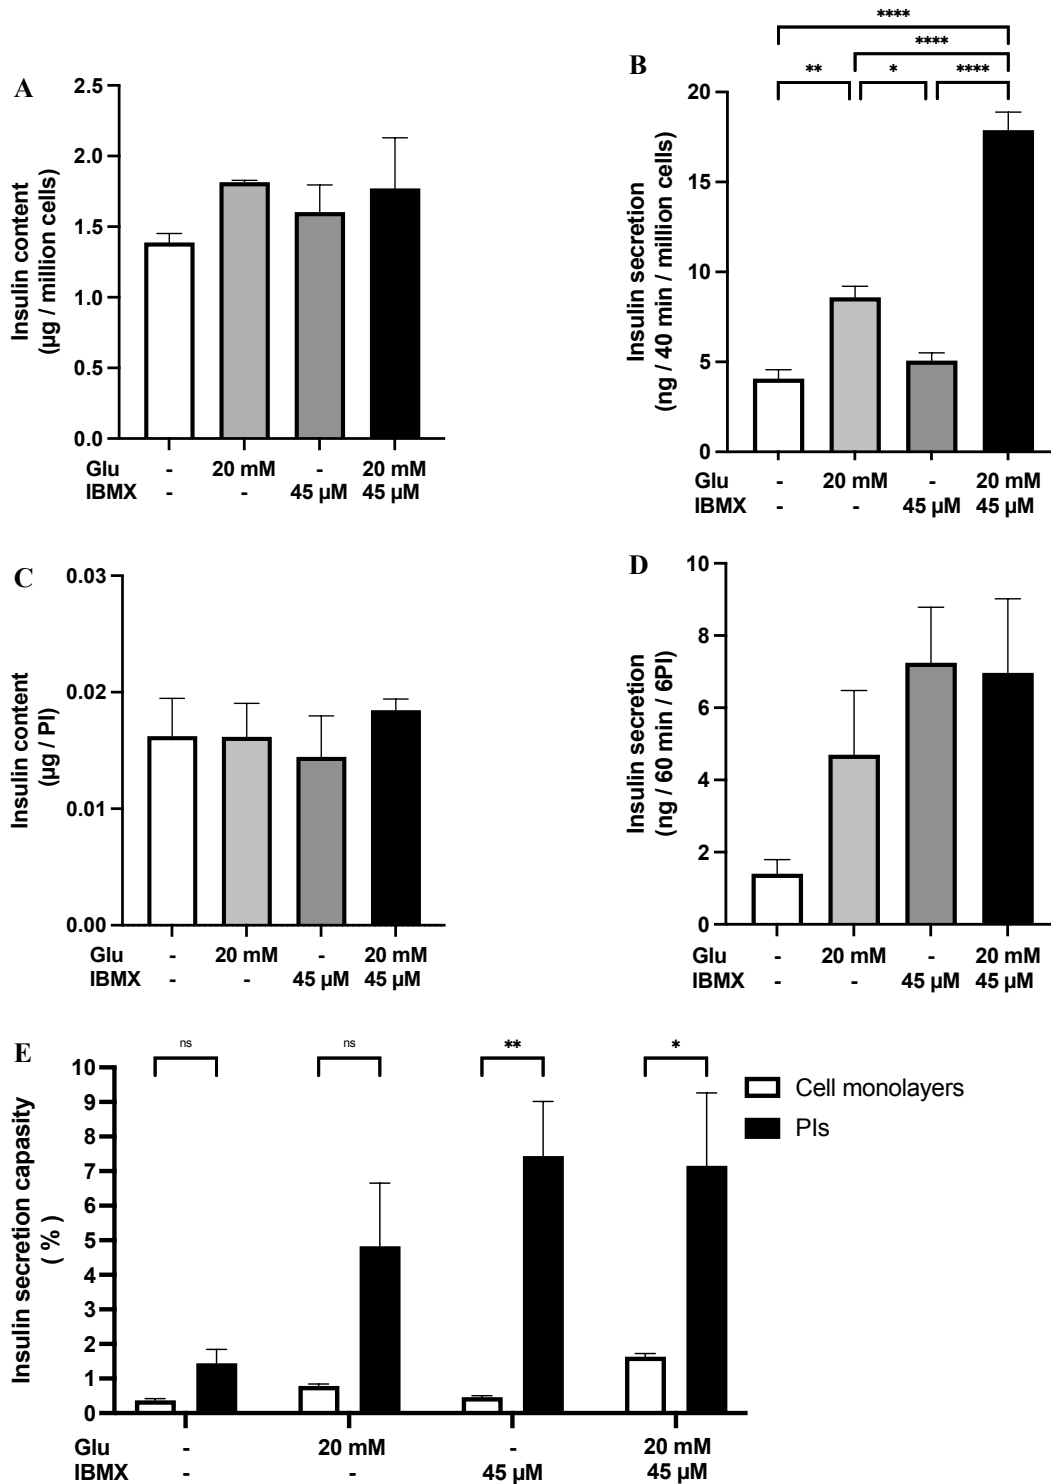 A
Insulin content
(µg / million cells)
2.5
2.0
1.5
1.0
0.5
0.0
Glu - 20 mM - 20 mM
IBMX - - 45 µM 45 µM
B
Insulin secretion
(ng / 40 min / million cells)
****
****
** * ****
20
15
10
5
0
Glu - 20 mM - 20 mM
IBMX - - 45 µM 45 µM
C
Insulin content
(µg / PI)
0.03
0.02
0.01
0.00
Glu - 20 mM - 20 mM
IBMX - - 45 µM 45 µM
D
Insulin secretion
(ng / 60 min / 6PI)
10
8
6
4
2
0
Glu - 20 mM - 20 mM
IBMX - - 45 µM 45 µM
E
Insulin secretion capasity
( % )
ns ns ** *
10
9
8
7
6
5
4
3
2
1
0
Glu - 20 mM - 20 mM
IBMX - - 45 µM 45 µM
Cell monolayers
PIs